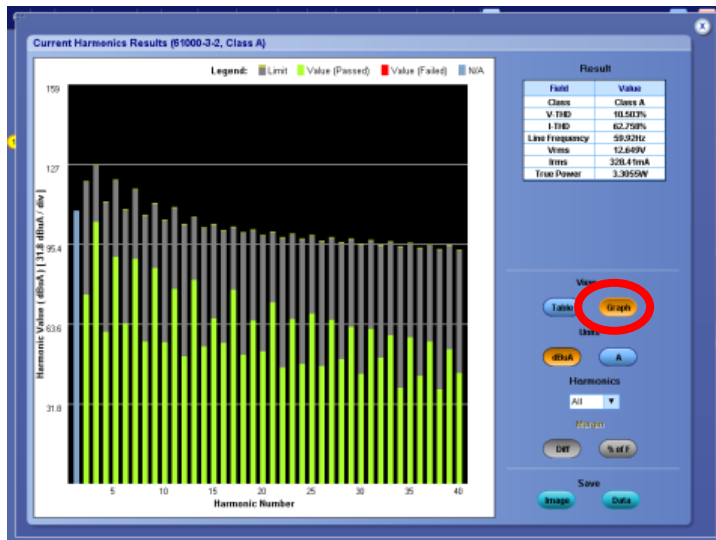 Current Harmonics Results (61000-3-2, Class A)
x
Legend: Limit Value (Passed) Value (Failed) N/A
159
127
95.4
63.6
31.8
Harmonic Value ( dBuA ) [ 31.8 dBuA / div ]
5 10 15 20 25 30 35 40
Harmonic Number
Result
Field Value
Class Class A
V-THD 10.503%
I-THD 62.758%
Line Frequency 59.92Hz
Vrms 12.649V
Irms 328.41mA
True Power 3.3055W
View
Table Graph
Units
dBuA A
Harmonics
All
Margin
Diff % of F
Save
Image Data